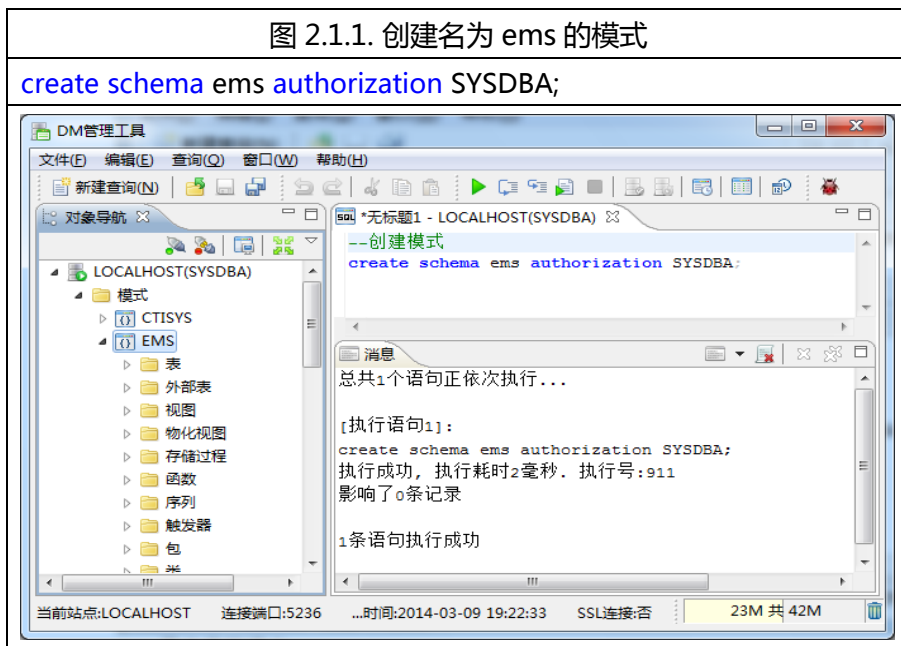 图 2.1.1. 创建名为 ems 的模式
create schema ems authorization SYSDBA;
DM管理工具
文件(F) 编辑(E) 查询(Q) 窗口(W) 帮助(H)
新建查询(N)
对象导航
LOCALHOST(SYSDBA)
模式
CTISYS
EMS
表
外部表
视图
物化视图
存储过程
函数
序列
触发器
包
类
*无标题1 - LOCALHOST(SYSDBA)
--创建模式
create schema ems authorization SYSDBA;
消息
总共1个语句正依次执行...
[执行语句1]:
create schema ems authorization SYSDBA;
执行成功, 执行耗时2毫秒. 执行号:911
影响了0条记录
1条语句执行成功
当前站点:LOCALHOST 连接端口:5236 ...时间:2014-03-09 19:22:33 SSL连接:否 23M 共 42M